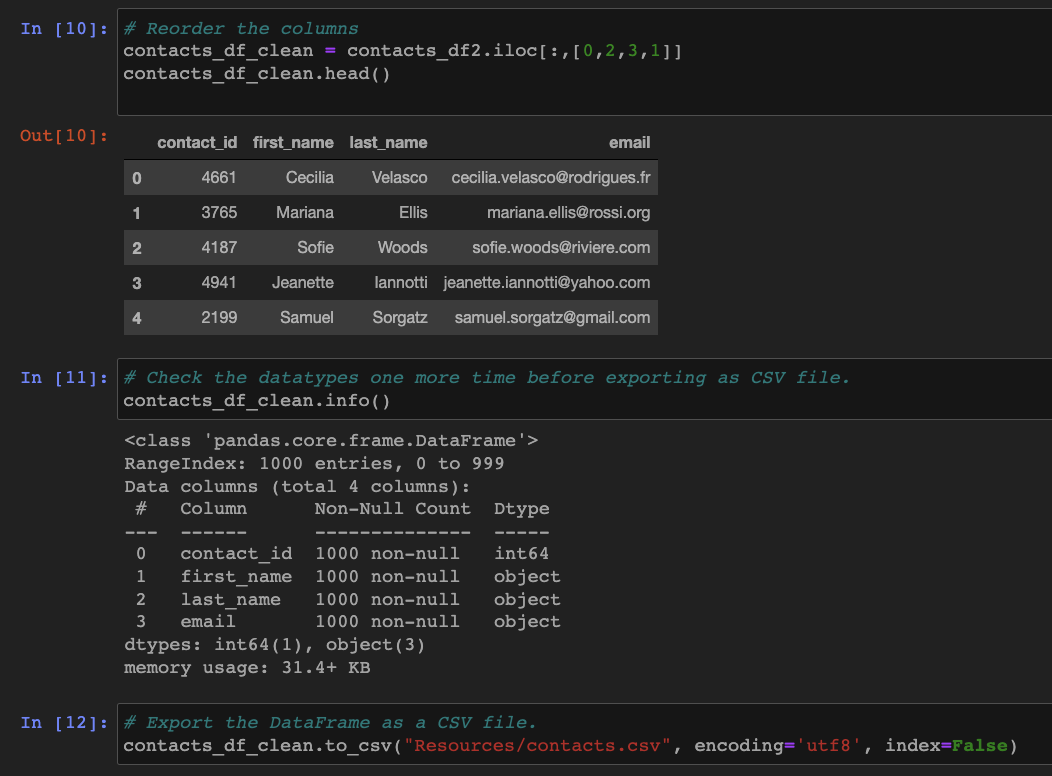 In [10]: # Reorder the columns
contacts_df_clean = contacts_df2.iloc[:,[0,2,3,1]]
contacts_df_clean.head()
Out[10]:
contact_id first_name last_name email
0 4661 Cecilia Velasco cecilia.velasco@rodrigues.fr
1 3765 Mariana Ellis mariana.ellis@rossi.org
2 4187 Sofie Woods sofie.woods@riviere.com
3 4941 Jeanette Iannotti jeanette.iannotti@yahoo.com
4 2199 Samuel Sorgatz samuel.sorgatz@gmail.com
In [11]: # Check the datatypes one more time before exporting as CSV file.
contacts_df_clean.info()
<class 'pandas.core.frame.DataFrame'>
RangeIndex: 1000 entries, 0 to 999
Data columns (total 4 columns):
 #   Column      Non-Null Count  Dtype
---  ------      --------------  -----
 0   contact_id  1000 non-null   int64
 1   first_name  1000 non-null   object
 2   last_name   1000 non-null   object
 3   email       1000 non-null   object
dtypes: int64(1), object(3)
memory usage: 31.4+ KB
In [12]: # Export the DataFrame as a CSV file.
contacts_df_clean.to_csv("Resources/contacts.csv", encoding='utf8', index=False)